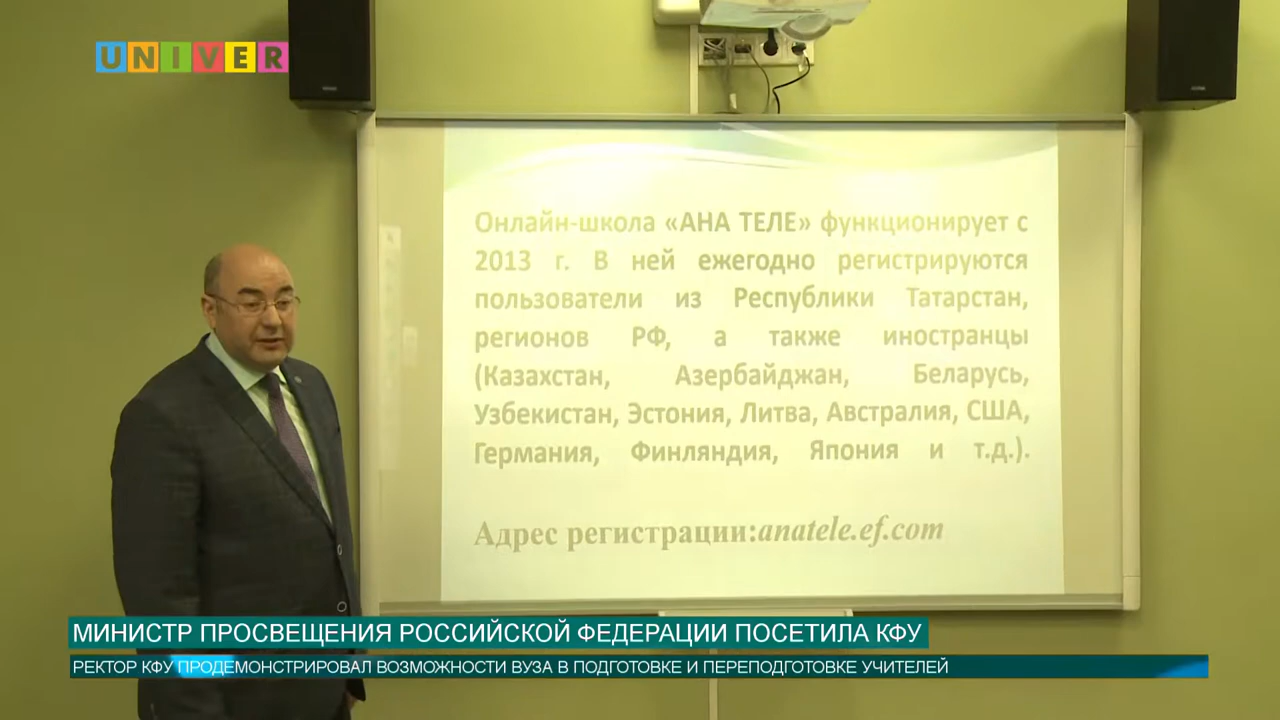 UNIVER
Онлайн-школа «АНА ТЕЛЕ» функционирует с
2013 г. В ней ежегодно регистрируются
пользователи из Республики Татарстан,
регионов РФ, а также иностранцы
(Казахстан, Азербайджан, Беларусь,
Узбекистан, Эстония, Литва, Австралия, США,
Германия, Финляндия, Япония и т.д.).
Адрес регистрации:anatele.ef.com
МИНИСТР ПРОСВЕЩЕНИЯ РОССИЙСКОЙ ФЕДЕРАЦИИ ПОСЕТИЛА КФУ
РЕКТОР КФУ ПРОДЕМОНСТРИРОВАЛ ВОЗМОЖНОСТИ ВУЗА В ПОДГОТОВКЕ И ПЕРЕПОДГОТОВКЕ УЧИТЕЛЕЙ